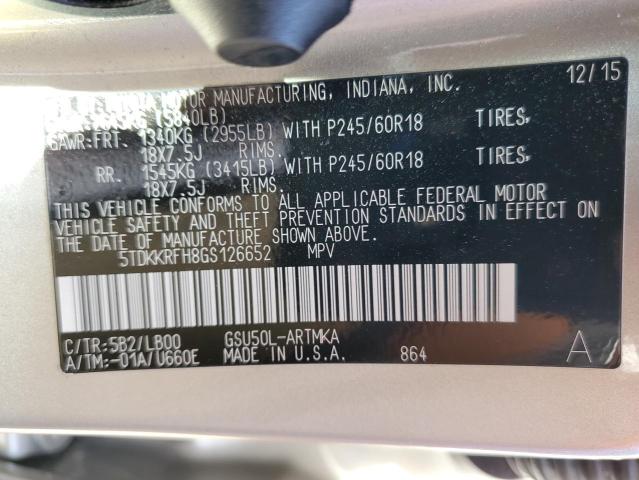 MOTOR MANUFACTURING, INDIANA, INC. 12/15
(5840LB)
GAWR:FRT. 1340KG (2955LB) WITH P245/60R18 TIRES,
18X7.5J RIMS.
RR. 1545KG (3415LB) WITH P245/60R18 TIRES,
18X7.5J RIMS.
THIS VEHICLE CONFORMS TO ALL APPLICABLE FEDERAL MOTOR
VEHICLE SAFETY AND THEFT PREVENTION STANDARDS IN EFFECT ON
THE DATE OF MANUFACTURE SHOWN ABOVE.
5TDKKRFH8GS126652 MPV
C/TR:5B2/LB00 GSU50L-ARTMKA
A/TM:-01A/U660E MADE IN U.S.A. 864 A